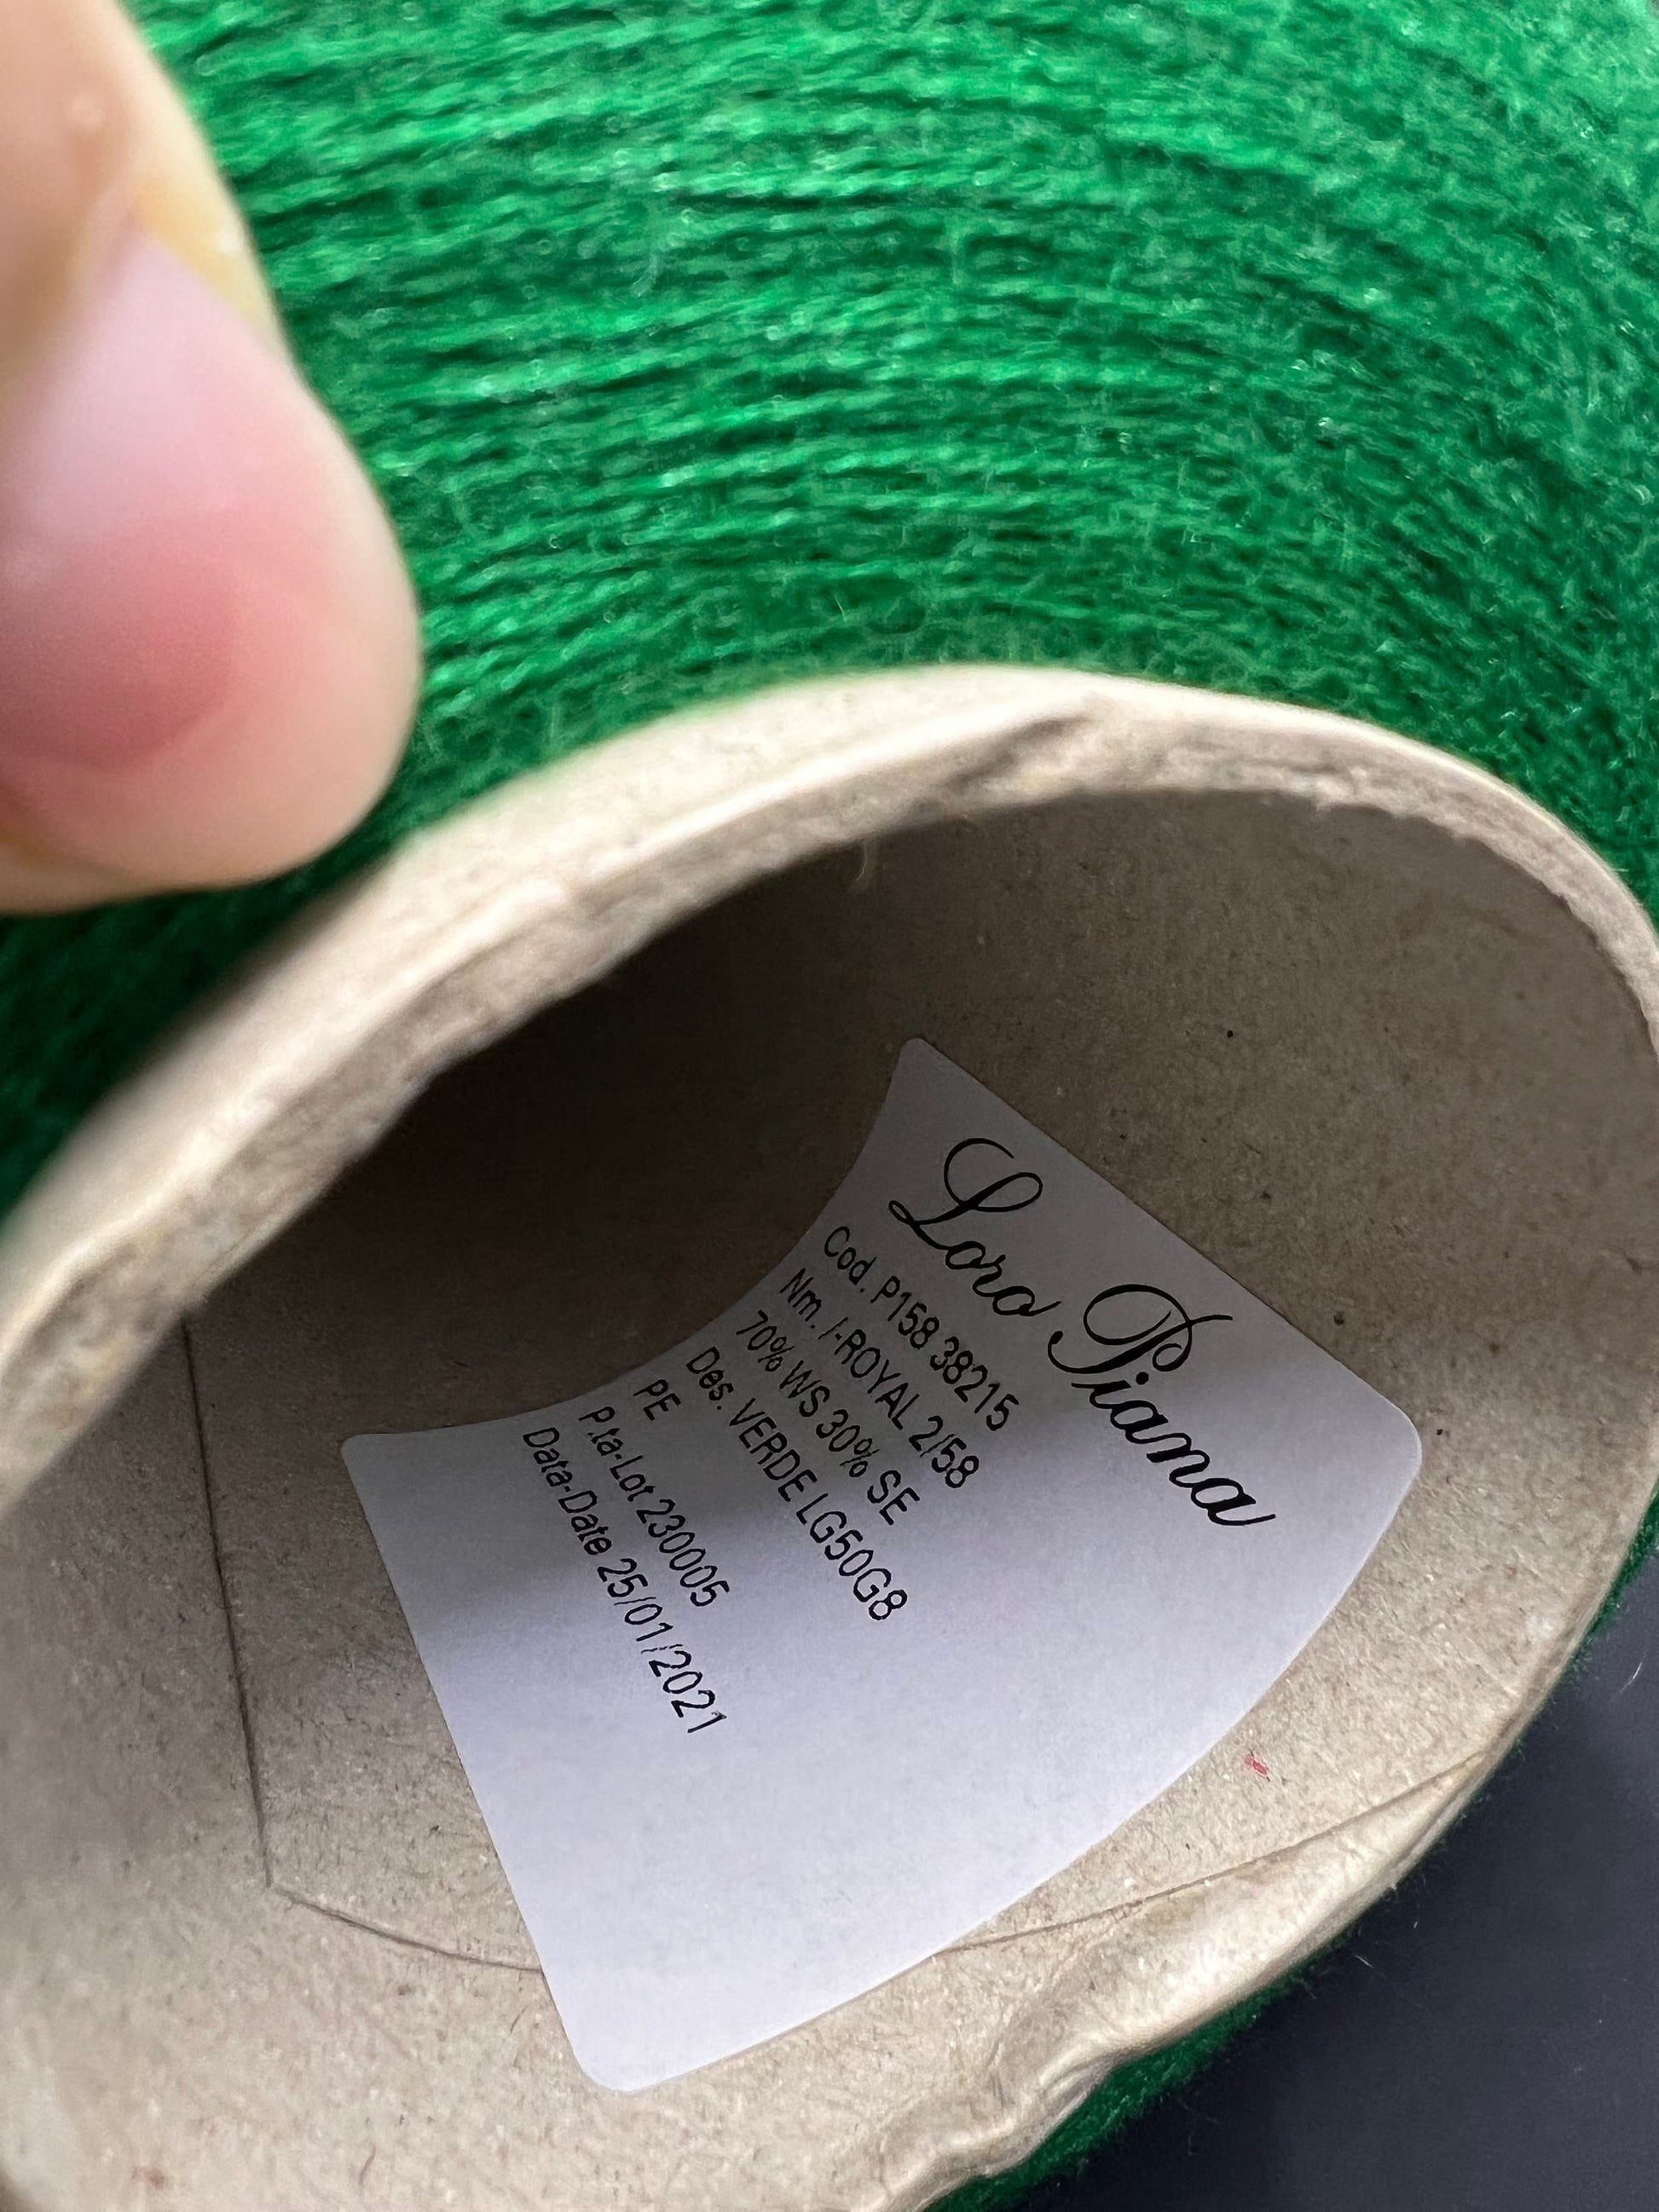 Loro Piana
Cod. P158 38215
Nm. /-ROYAL 2/58
70% WS 30% SE
Des. VERDE LG50G8
PE
P.ta-Lot 230005
Data-Date 25/01/2021